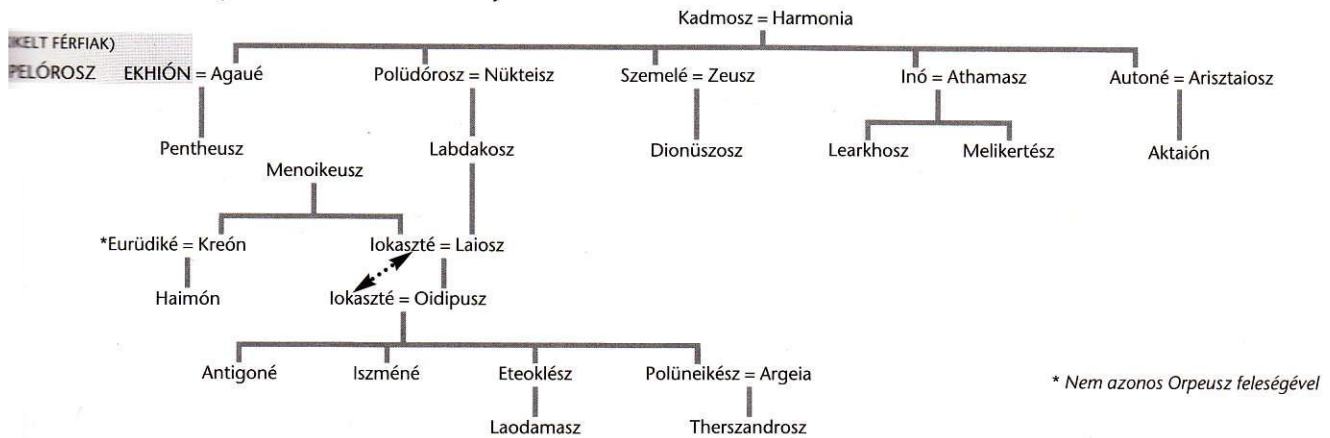 Kadmosz = Harmonia
FÉRFIAK)
PELÓROSZ EKHIÓN = Agaué Polüdórosz = Nükteisz Szemelé = Zeusz Inó = Athamasz Autoné = Arisztaiosz
Pentheusz Labdakosz Dionüszosz Learkhosz Melikertész Aktaión
Menoikeusz
*Eurüdiké = Kreón Iokaszté = Laiosz
Haimón Iokaszté = Oidipusz
Antigoné Iszméné Eteoklész Polüneikész = Argeia * Nem azonos Orpeusz feleségével
Laodamasz Therszandrosz